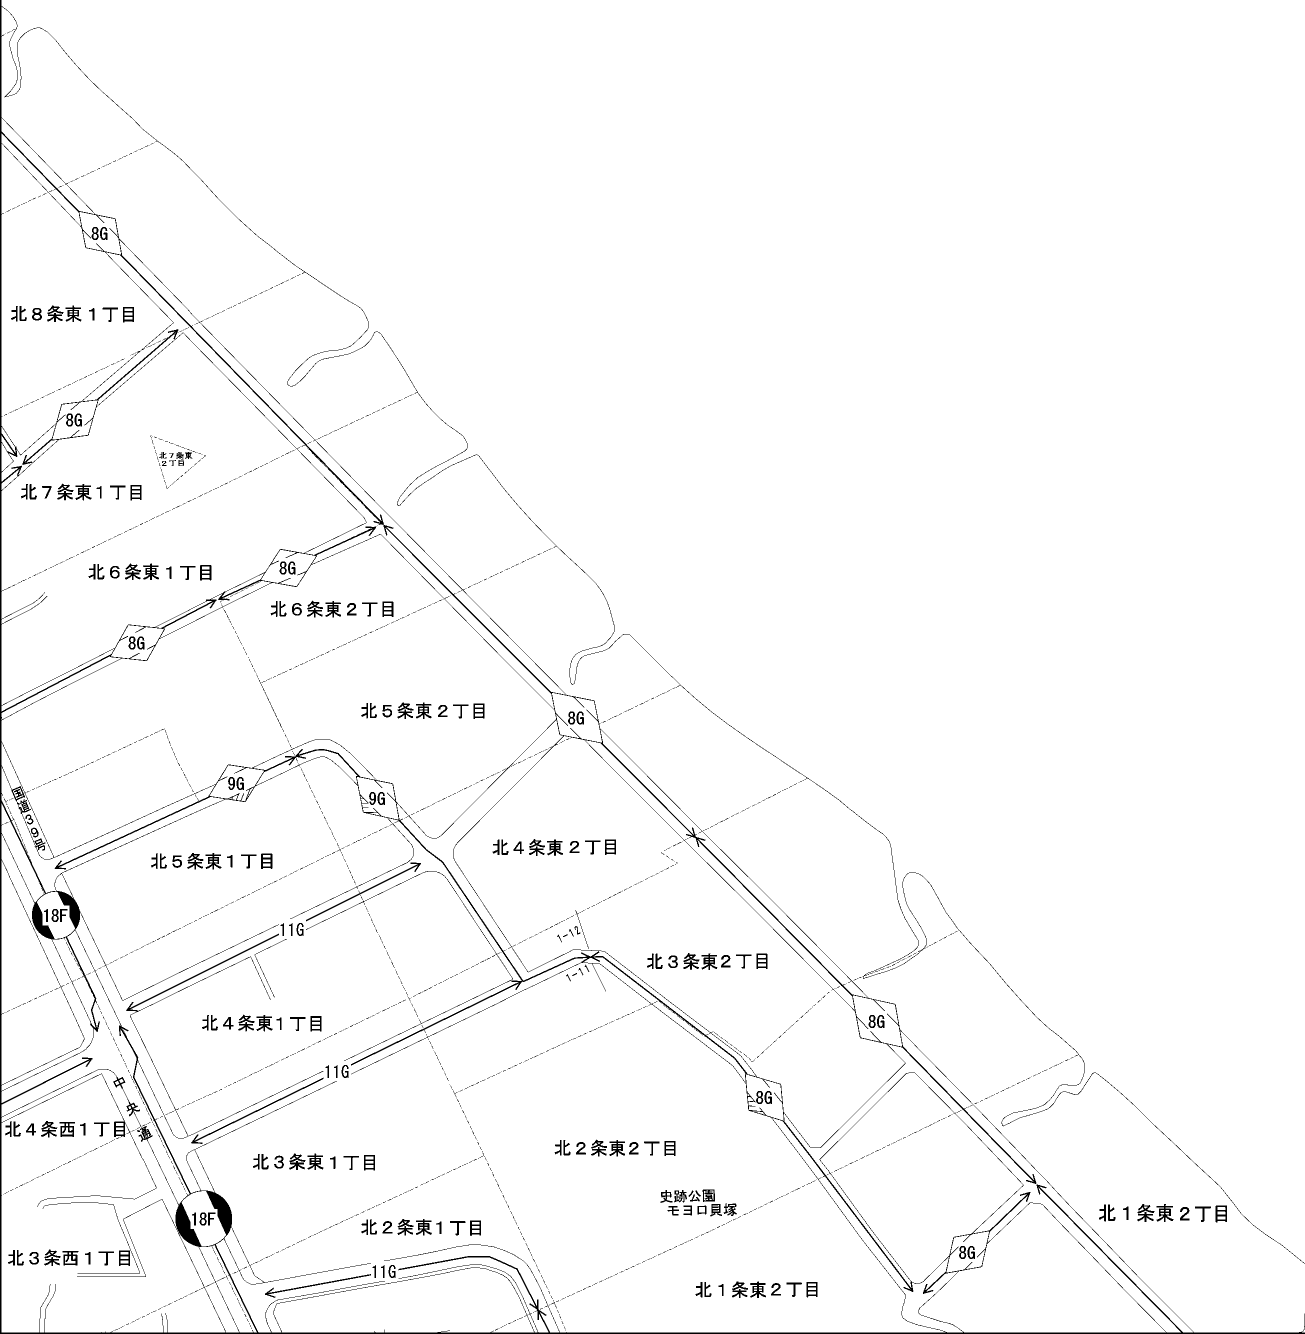 8G
北８条東１丁目
8G
北７条東
２丁目
北７条東１丁目
北６条東１丁目
8G
北６条東２丁目
8G
北５条東２丁目
8G
国道３９号
9G
9G
北５条東１丁目
北４条東２丁目
18F
11G
1-12
1-11
北３条東２丁目
北４条東１丁目
8G
11G
中央通
8G
北４条西１丁目
北３条東１丁目
北２条東２丁目
史跡公園
モヨロ貝塚
18F
北２条東１丁目
北１条東２丁目
北３条西１丁目
11G
8G
北１条東２丁目